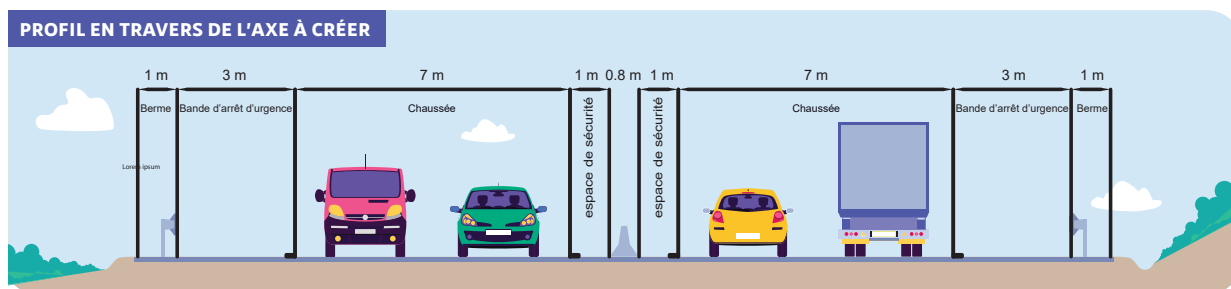 PROFIL EN TRAVERS DE L'AXE À CRÉER
1 m 3 m 7 m 1 m 0.8 m 1 m 7 m 3 m 1 m
Berme Bande d'arrêt d'urgence Chaussée espace de sécurité espace de sécurité Chaussée Bande d'arrêt d'urgence Berme
Lorem ipsum